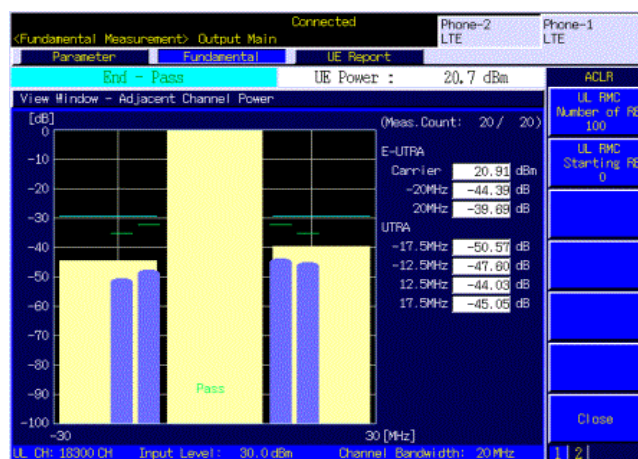 Connected
<Fundamental Measurement> Output Main
Phone-2
LTE
Phone-1
LTE
Parameter
Fundamental
UE Report
End - Pass
UE Power : 20.7 dBm
ACLR
View Window - Adjacent Channel Power
UL RMC
Number of RB
100
UL RMC
Starting RB
0
[dB]
(Meas.Count: 20/ 20)
0
-10
-20
-30
-40
-50
-60
-70
-80
-90
-100
E-UTRA
Carrier 20.91 dBm
-20MHz -44.39 dB
20MHz -39.69 dB
UTRA
-17.5MHz -50.57 dB
-12.5MHz -47.60 dB
12.5MHz -44.03 dB
17.5MHz -45.05 dB
Pass
-30
30 [MHz]
Close
UL CH: 18300 CH Input Level: 30.0 dBm Channel Bandwidth: 20 MHz
1 2